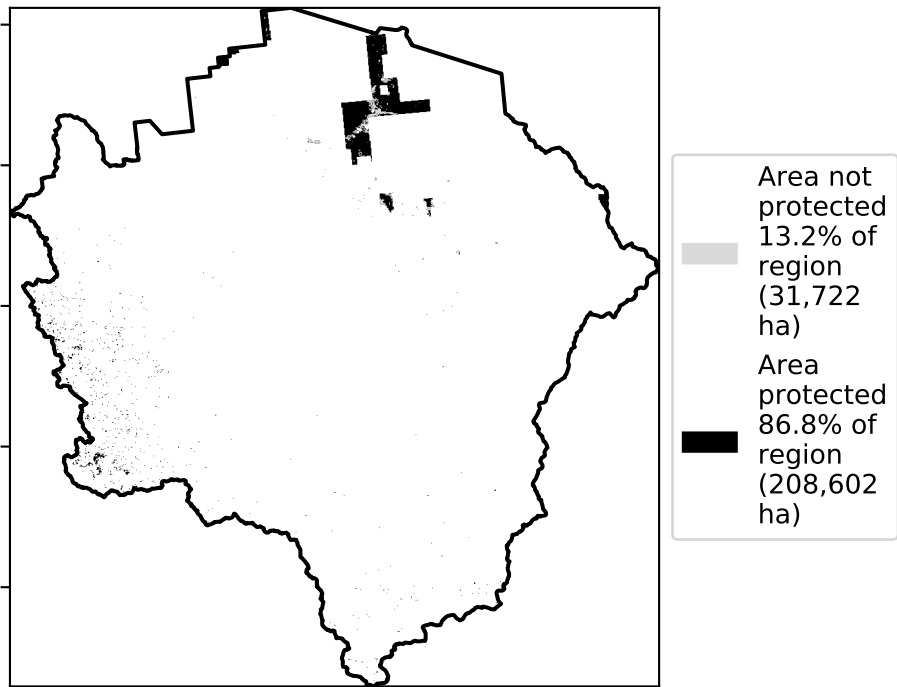 Area not
protected
13.2% of
region
(31,722
ha)
Area
protected
86.8% of
region
(208,602
ha)